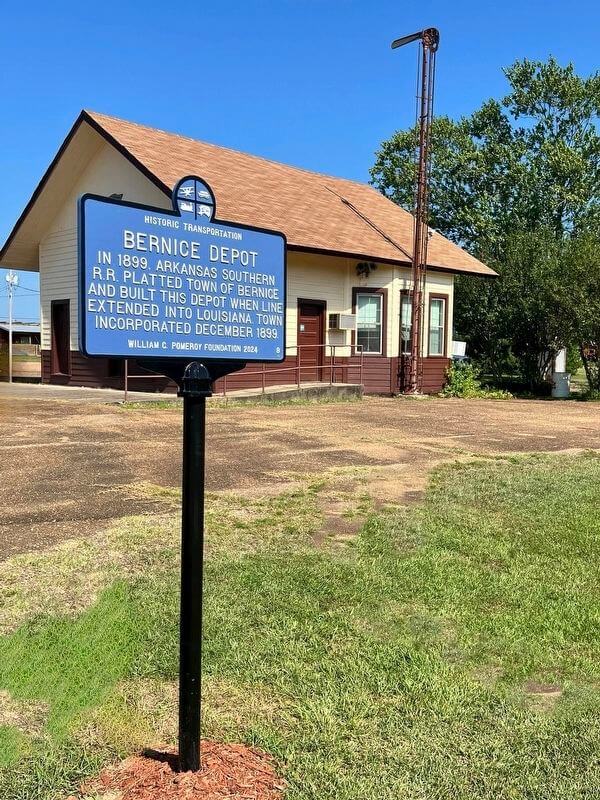 HISTORIC TRANSPORTATION
BERNICE DEPOT
IN 1899, ARKANSAS SOUTHERN
R.R. PLATTED TOWN OF BERNICE
AND BUILT THIS DEPOT WHEN LINE
EXTENDED INTO LOUISIANA. TOWN
INCORPORATED DECEMBER 1899.
WILLIAM G. POMEROY FOUNDATION 2024